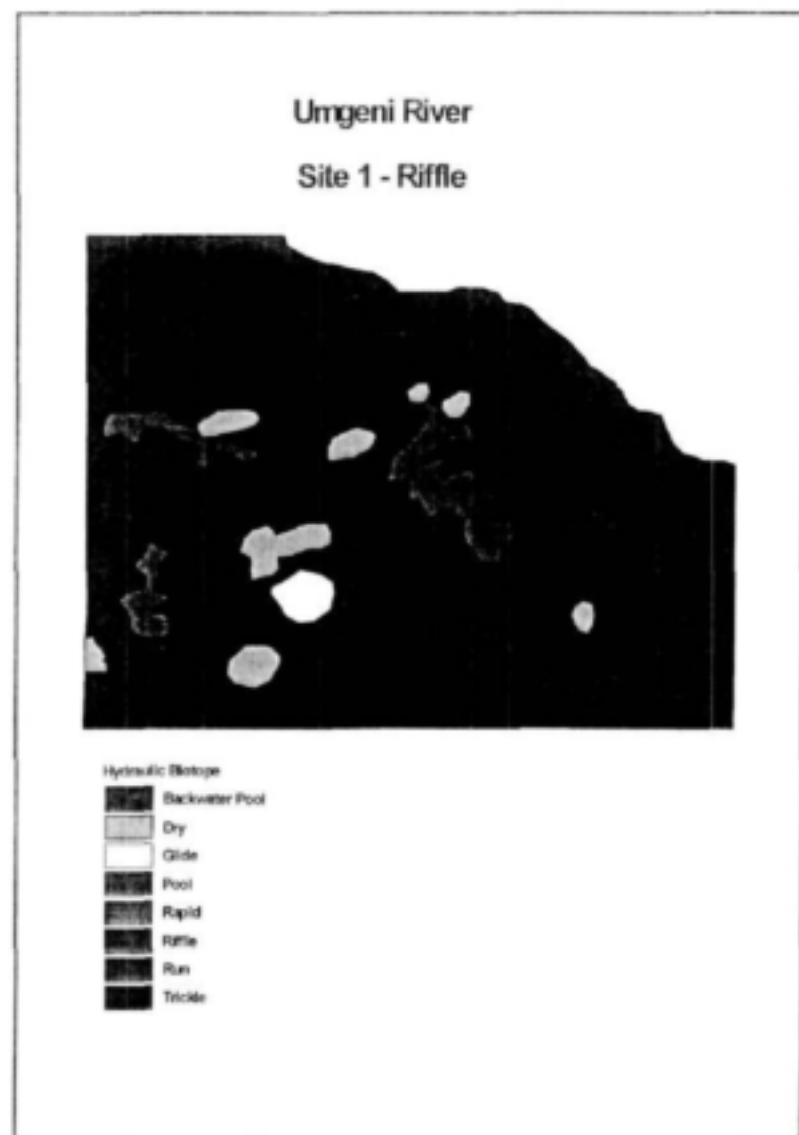 Umgeni River
Site 1 - Riffle
Hydraulic Biotope
Backwater Pool
Dry
Glide
Pool
Rapid
Riffle
Run
Trickle